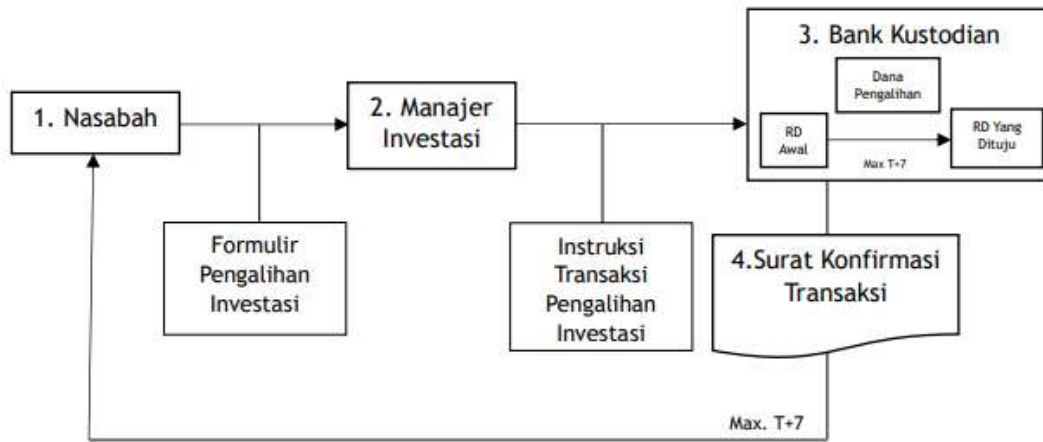 1. Nasabah
2. Manajer
Investasi
3. Bank Kustodian
Dana
Pengalihan
RD
Awal
RD Yang
Dituju
Max T+7
Formulir
Pengalihan
Investasi
Instruksi
Transaksi
Pengalihan
Investasi
4.Surat Konfirmasi
Transaksi
Max. T+7